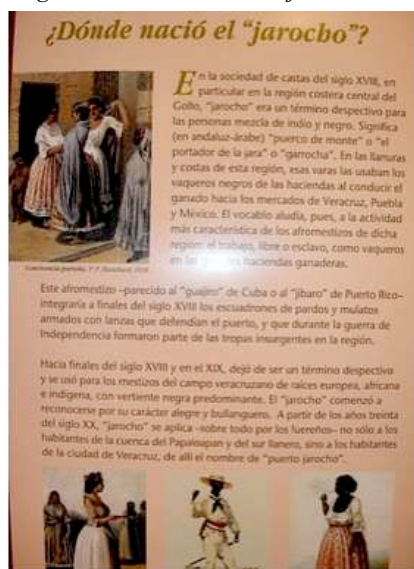 ¿Dónde nació el "jarocho"?
En la sociedad de castas del siglo XVIII, en
particular en la región costera central del
Golfo, "jarocho" era un término despectivo para
las personas mezcla de indio y negro. Significa
(en andaluz-árabe) "puerco de monte" o "el
portador de la jara" o "garrocha". En las llanuras
y costas de esta región, esas varas las usaban los
vaqueros negros de las haciendas al conducir el
ganado hacia los mercados de Veracruz, Puebla
y México. El vocablo aludía, pues, a la actividad
más característica de los afromestizos de dicha
región: el trabajo, libre o esclavo, como vaqueros
en las haciendas ganaderas.
Este afromestizo –parecido al "guajiro" de Cuba o al "jíbaro" de Puerto Rico–
integraría a finales del siglo XVIII los escuadrones de pardos y mulatos
armados con lanzas que defendían el puerto, y que durante la guerra de
Independencia formaron parte de las tropas insurgentes en la región.
Hacia finales del siglo XVIII y en el XIX, dejó de ser un término despectivo
y se usó para los mestizos del campo veracruzano de raíces europea, africana
e indígena, con vertiente negra predominante. El "jarocho" comenzó a
reconocerse por su carácter alegre y bullanguero. A partir de los años treinta
del siglo XX, "jarocho" se aplica –sobre todo por los fuereños– no sólo a los
habitantes de la cuenca del Papaloapan y del sur llanero, sino a los habitantes
de la ciudad de Veracruz, de allí el nombre de "puerto jarocho".